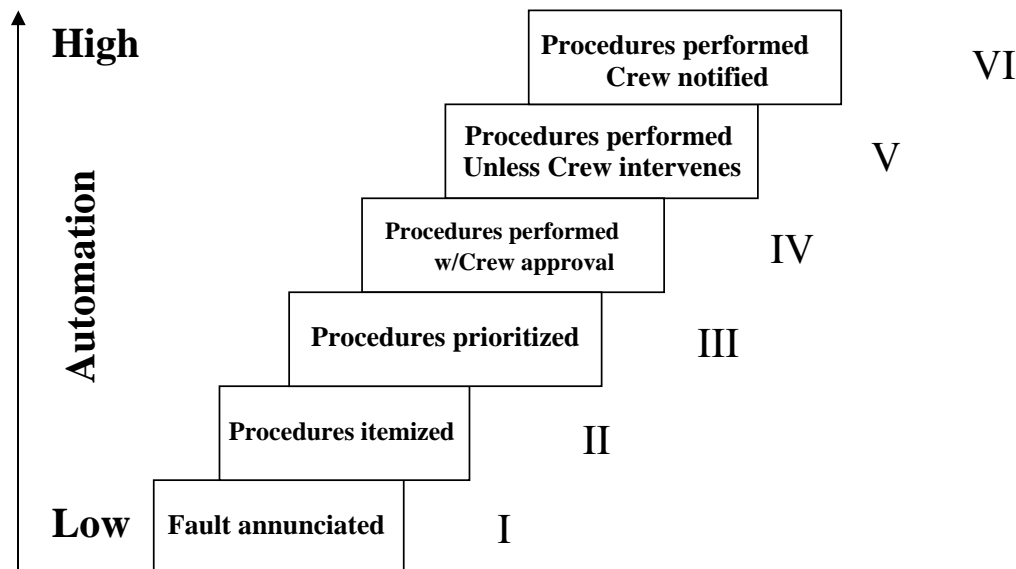 High
Procedures performed
Crew notified
VI
Procedures performed
Unless Crew intervenes
V
Automation
Procedures performed
w/Crew approval
IV
Procedures prioritized
III
Procedures itemized
II
Low
Fault annunciated
I